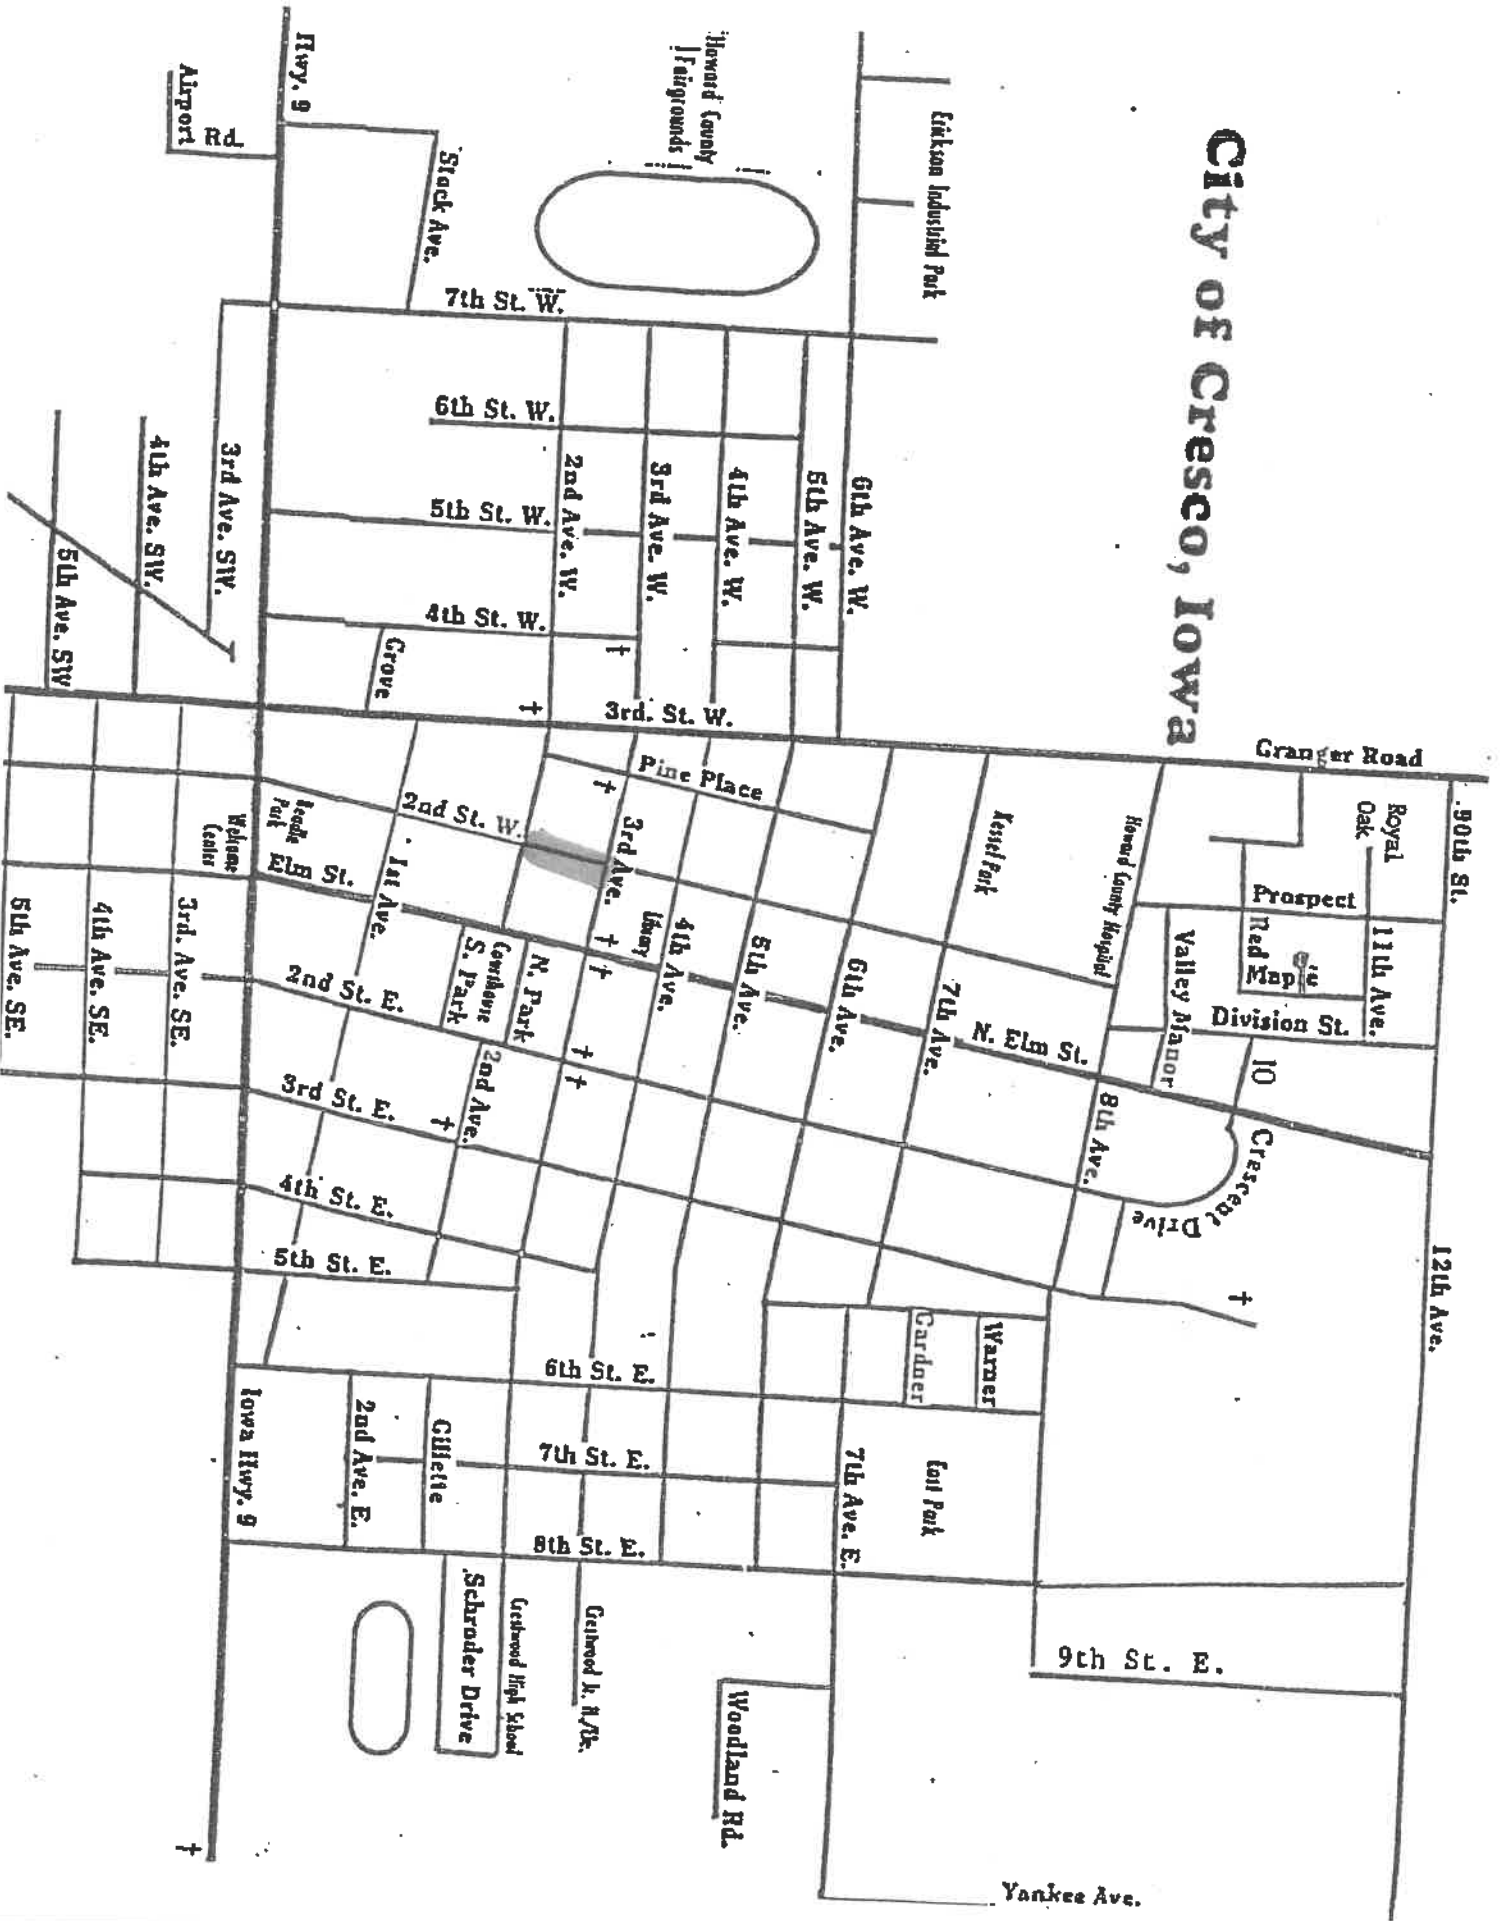 City of Cresco, Iowa
Hwy. 9
Airport Rd.
Stock Ave.
Howard County
Fairgrounds
Erickson Industrial Park
7th St. W.
6th St. W.
5th St. W.
4th St. W.
Grove
2nd Ave. W.
3rd Ave. W.
4th Ave. W.
5th Ave. W.
6th Ave. W.
3rd Ave. SW.
4th Ave. SW.
5th Ave. SW
3rd. St. W.
Granger Road
Pine Place
2nd St. W.
Beadle
Park
Welcome
Center
Elm St.
1st Ave.
3rd Ave.
Library
4th Ave.
5th Ave.
6th Ave.
7th Ave.
Kessel Park
Howard County Hospital
Royal
Oak
90th St.
Prospect
Red
Maple
11th Ave.
Valley Manor
Division St.
N. Elm St.
10
Crescent Drive
8th Ave.
12th Ave.
3rd. Ave. SE.
4th Ave. SE.
5th Ave. SE.
2nd St. E.
Courthouse
S. Park
N. Park
2nd Ave.
3rd St. E.
4th St. E.
5th St. E.
6th St. E.
7th St. E.
8th St. E.
Iowa Hwy. 9
2nd Ave. E.
Gillette
Gardner
Warner
7th Ave. E.
East Park
Schroder Drive
Crestwood High School
Woodland Rd.
9th St. E.
Yankee Ave.